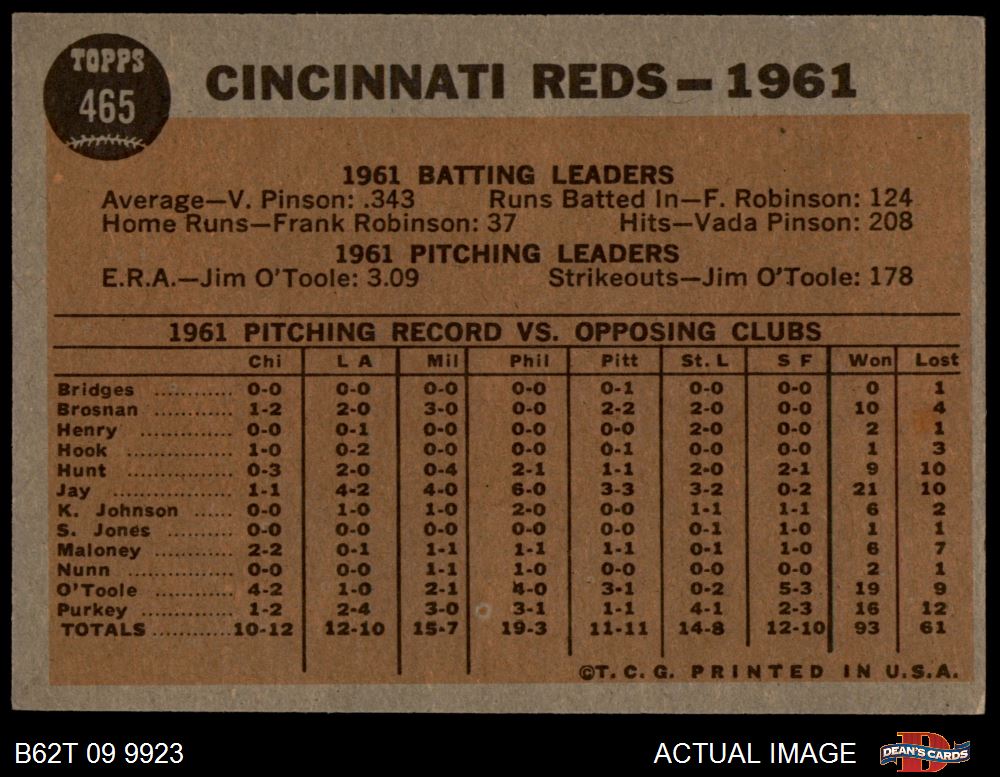 TOPPS
465
CINCINNATI REDS—1961
1961 BATTING LEADERS
Average—V. Pinson: .343 Runs Batted In—F. Robinson: 124
Home Runs—Frank Robinson: 37 Hits—Vada Pinson: 208
1961 PITCHING LEADERS
E.R.A.—Jim O'Toole: 3.09 Strikeouts—Jim O'Toole: 178
1961 PITCHING RECORD VS. OPPOSING CLUBS
Chi L A Mil Phil Pitt St. L S F Won Lost
Bridges ............ 0-0 0-0 0-0 0-0 0-1 0-0 0-0 0 1
Brosnan ............ 1-2 2-0 3-0 0-0 2-2 2-0 0-0 10 4
Henry .............. 0-0 0-1 0-0 0-0 0-0 2-0 0-0 2 1
Hook ................ 1-0 0-2 0-0 0-0 0-1 0-0 0-0 1 3
Hunt ................ 0-3 2-0 0-4 2-1 1-1 2-0 2-1 9 10
Jay .................. 1-1 4-2 4-0 6-0 3-3 3-2 0-2 21 10
K. Johnson ...... 0-0 1-0 1-0 2-0 0-0 1-1 1-1 6 2
S. Jones .......... 0-0 0-0 0-0 0-0 0-0 0-1 1-0 1 1
Maloney ............ 2-2 0-1 1-1 1-1 1-1 0-1 1-0 6 7
Nunn ................ 0-0 0-0 1-1 1-0 0-0 0-0 0-0 2 1
O'Toole ............ 4-2 1-0 2-1 4-0 3-1 0-2 5-3 19 9
Purkey .............. 1-2 2-4 3-0 3-1 1-1 4-1 2-3 16 12
TOTALS ............ 10-12 12-10 15-7 19-3 11-11 14-8 12-10 93 61
©T. C. G. PRINTED IN U.S.A.
B62T 09 9923 ACTUAL IMAGE DEAN'S CARDS